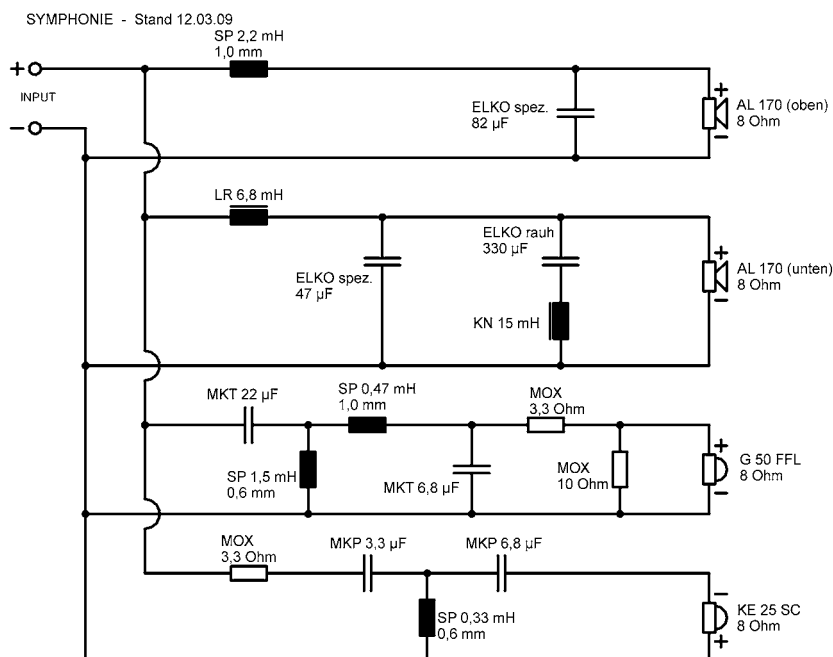 SYMPHONIE - Stand 12.03.09
SP 2,2 mH
1,0 mm
+
INPUT
−
ELKO spez.
82 µF
+
AL 170 (oben)
8 Ohm
−
LR 6,8 mH
ELKO spez.
47 µF
ELKO rauh
330 µF
KN 15 mH
+
AL 170 (unten)
8 Ohm
−
MKT 22 µF
SP 0,47 mH
1,0 mm
MOX
3,3 Ohm
SP 1,5 mH
0,6 mm
MKT 6,8 µF
MOX
10 Ohm
+
G 50 FFL
8 Ohm
−
MOX
3,3 Ohm
MKP 3,3 µF
MKP 6,8 µF
SP 0,33 mH
0,6 mm
−
KE 25 SC
8 Ohm
+